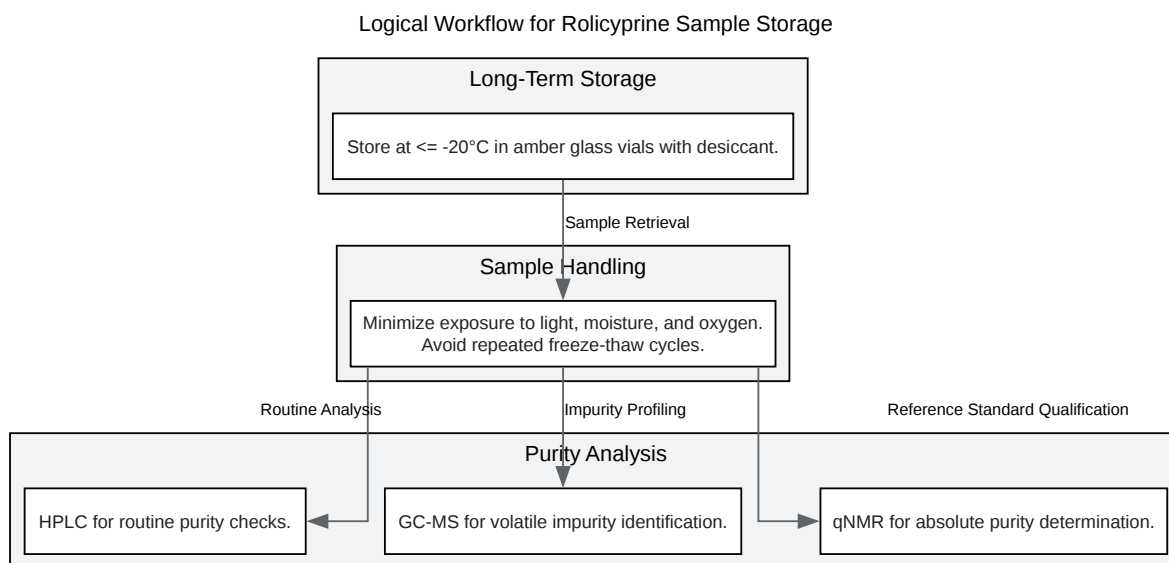 Logical Workflow for Rolicyprine Sample Storage
Long-Term Storage
Store at <= -20°C in amber glass vials with desiccant.
Sample Retrieval
Sample Handling
Minimize exposure to light, moisture, and oxygen.
Avoid repeated freeze-thaw cycles.
Routine Analysis
Impurity Profiling
Reference Standard Qualification
Purity Analysis
HPLC for routine purity checks.
GC-MS for volatile impurity identification.
qNMR for absolute purity determination.